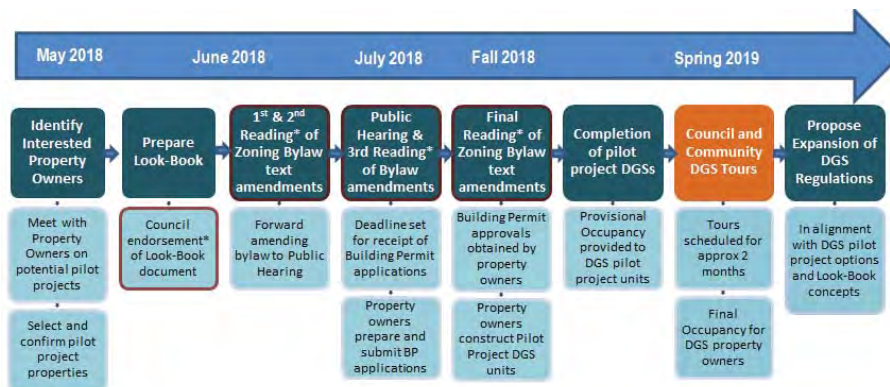 May 2018
June 2018
July 2018
Fall 2018
Spring 2019
Identify
Interested
Property
Owners
Prepare
Look-Book
1st & 2nd
Reading* of
Zoning Bylaw
text
amendments
Public
Hearing &
3rd Reading*
of Bylaw
amendments
Final
Reading* of
Zoning Bylaw
text
amendments
Completion
of pilot
project DGSs
Council and
Community
DGS Tours
Propose
Expansion of
DGS
Regulations
Meet with
Property
Owners on
potential pilot
projects
Council
endorsement*
of Look-Book
document
Forward
amending
bylaw to Public
Hearing
Deadline set
for receipt of
Building Permit
applications
Building Permit
approvals
obtained by
property
owners
Provisional
Occupancy
provided to
DGS pilot
project units
Tours
scheduled for
approx 2
months
In alignment
with DGS pilot
project options
and Look-Book
concepts
Select and
confirm pilot
project
properties
Property
owners
prepare and
submit BP
applications
Property
owners
construct Pilot
Project DGS
units
Final
Occupancy for
DGS property
owners